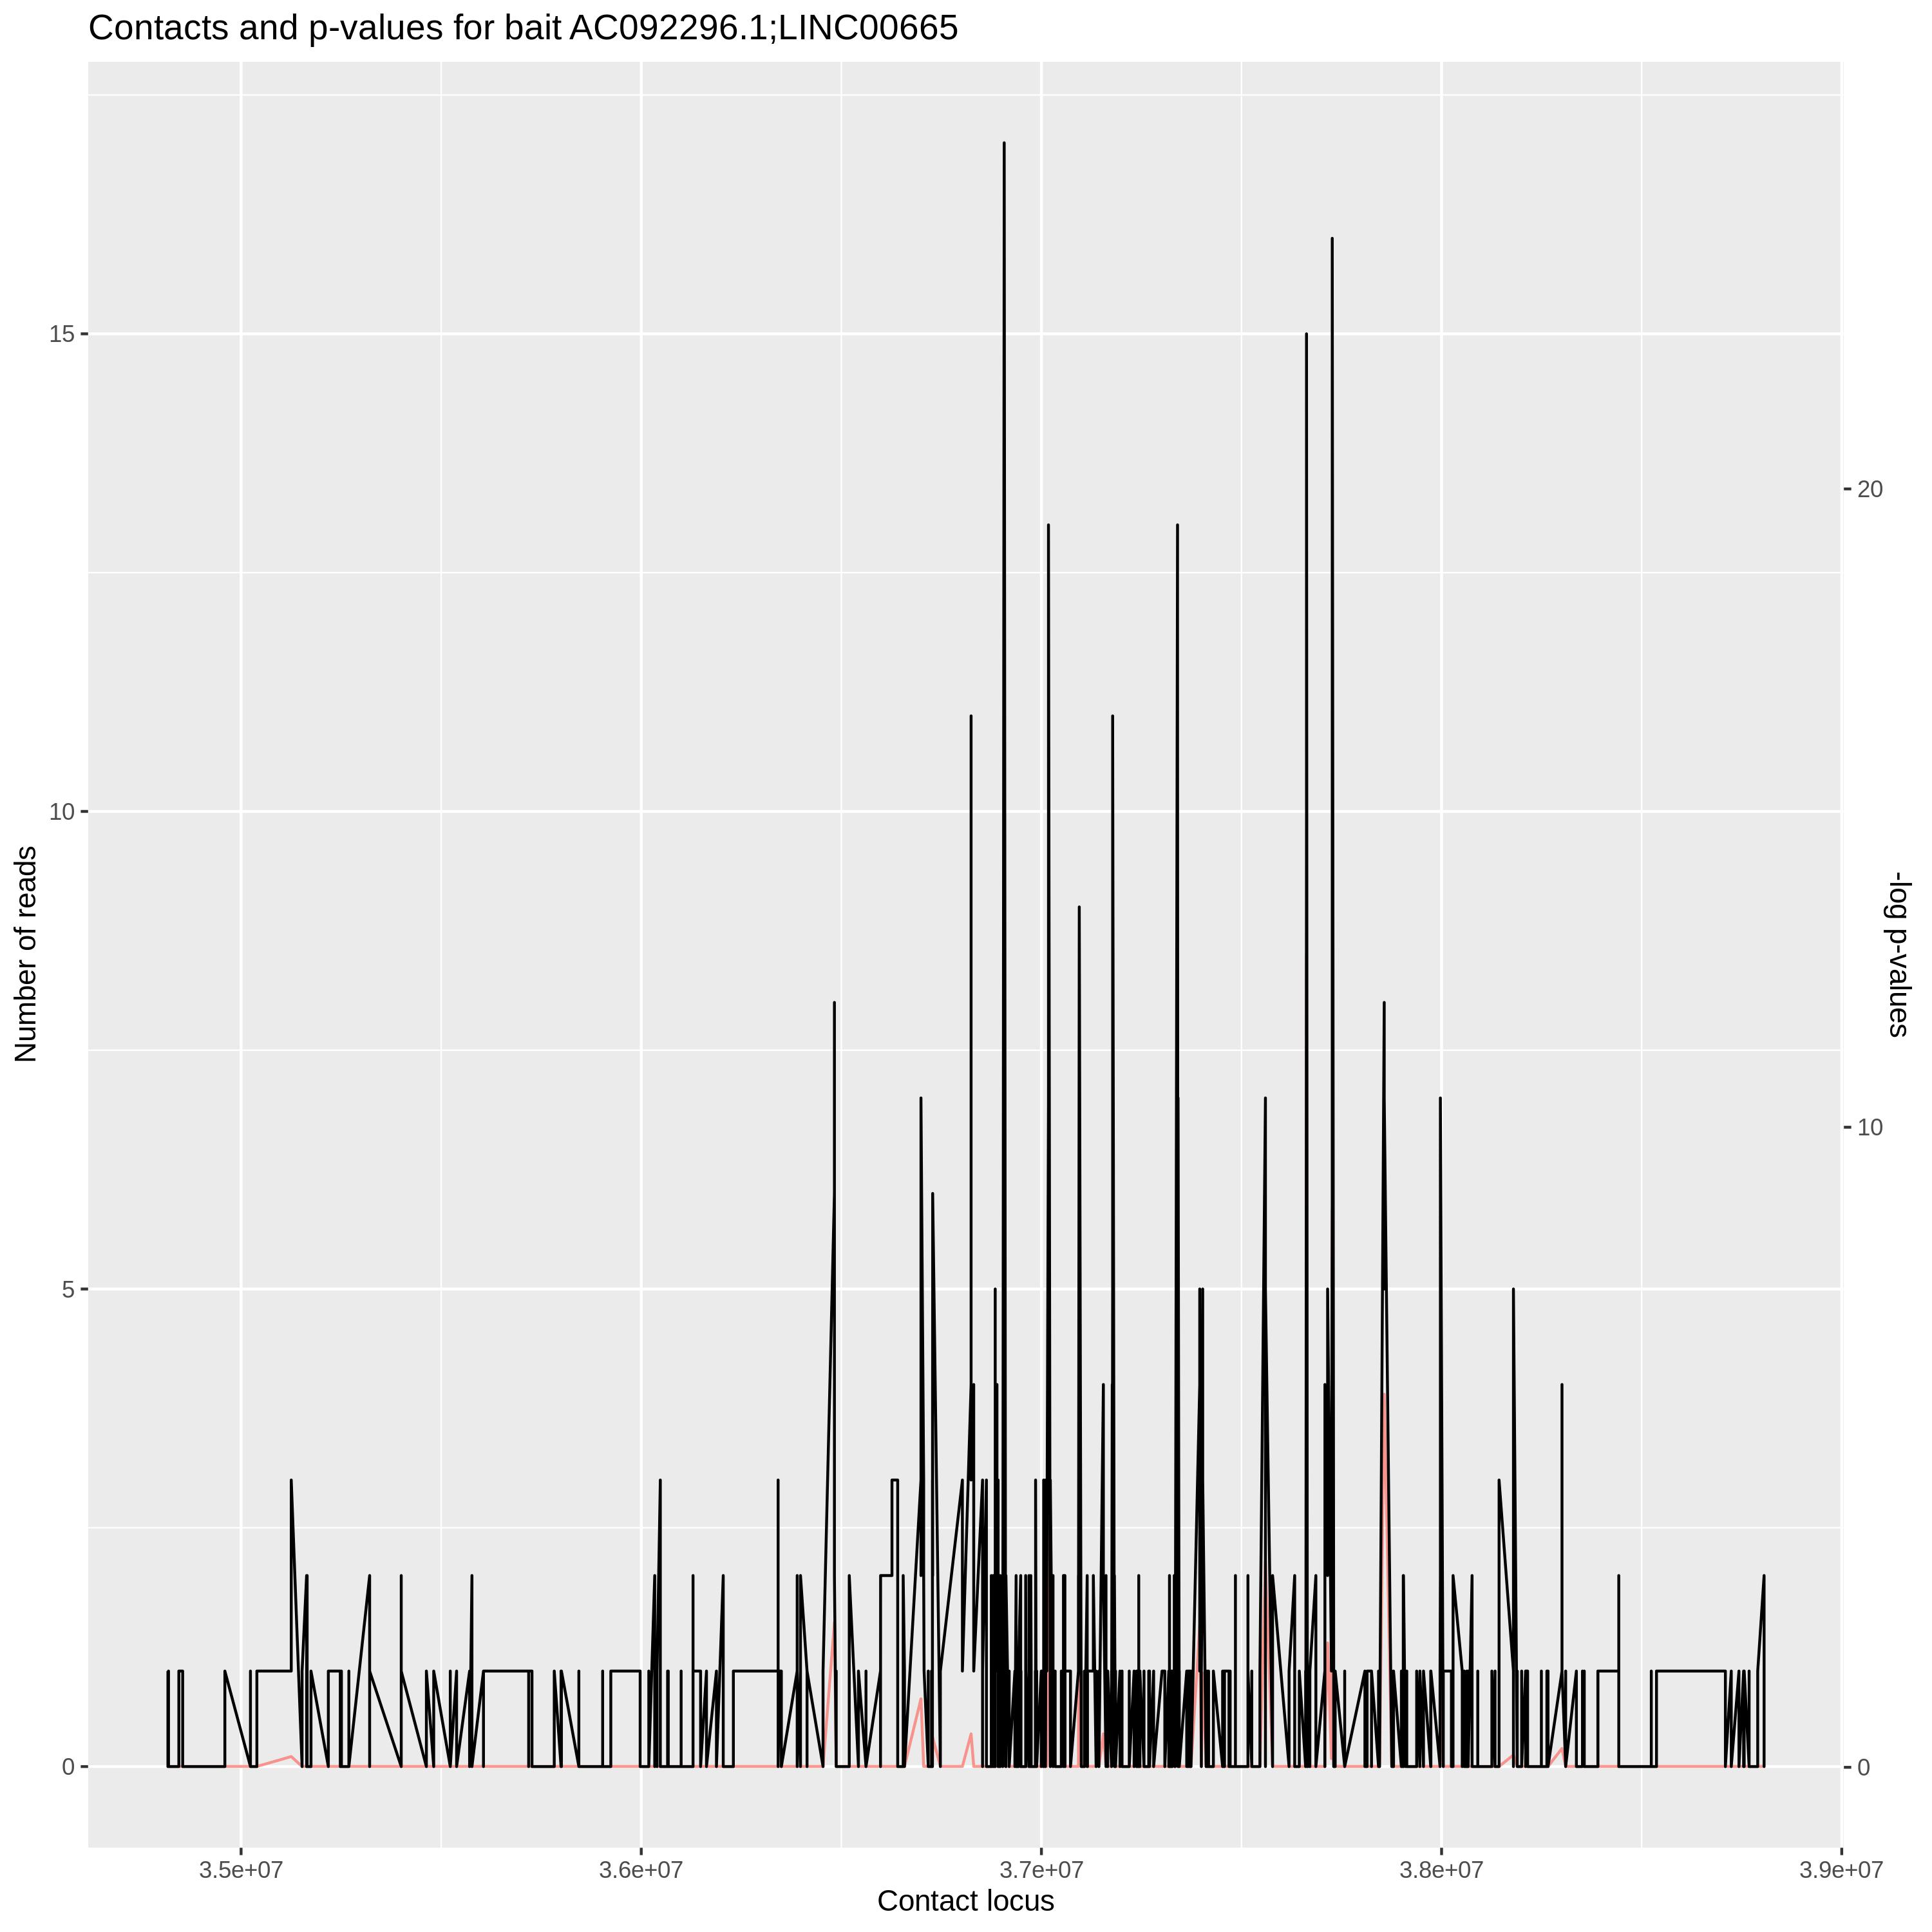 Contacts and p-values for bait AC092296.1;LINC00665
15
10
5
0
Number of reads
20
10
0
-log p-values
3.5e+07
3.6e+07
3.7e+07
3.8e+07
3.9e+07
Contact locus